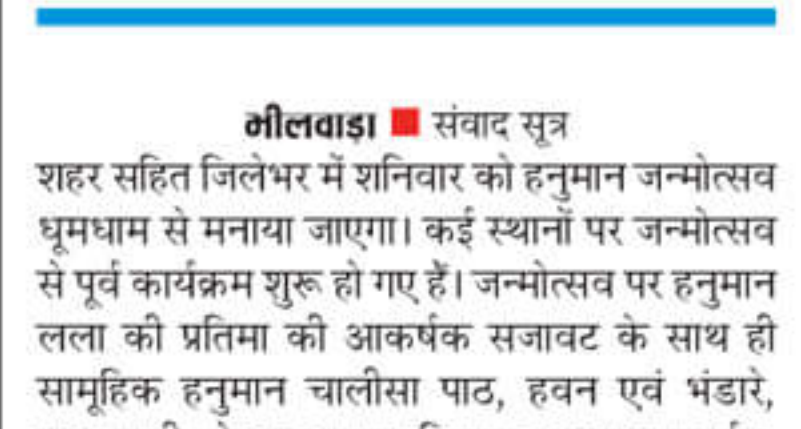 भीलवाड़ा ■ संवाद सूत्र
शहर सहित जिलेभर में शनिवार को हनुमान जन्मोत्सव
धूमधाम से मनाया जाएगा। कई स्थानों पर जन्मोत्सव
से पूर्व कार्यक्रम शुरू हो गए हैं। जन्मोत्सव पर हनुमान
लला की प्रतिमा की आकर्षक सजावट के साथ ही
सामूहिक हनुमान चालीसा पाठ, हवन एवं भंडारे,